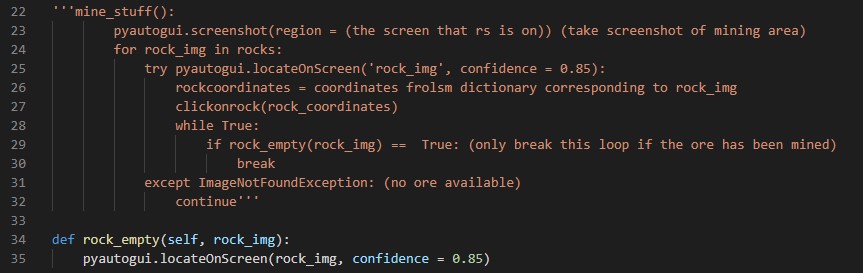 22 '''mine_stuff():
23 pyautogui.screenshot(region = (the screen that rs is on)) (take screenshot of mining area)
24 for rock_img in rocks:
25 try pyautogui.locateOnScreen('rock_img', confidence = 0.85):
26 rockcoordinates = coordinates frolsm dictionary corresponding to rock_img
27 clickonrock(rock_coordinates)
28 while True:
29 if rock_empty(rock_img) ==  True: (only break this loop if the ore has been mined)
30 break
31 except ImageNotFoundException: (no ore available)
32 continue'''
33
34 def rock_empty(self, rock_img):
35 pyautogui.locateOnScreen(rock_img, confidence = 0.85)